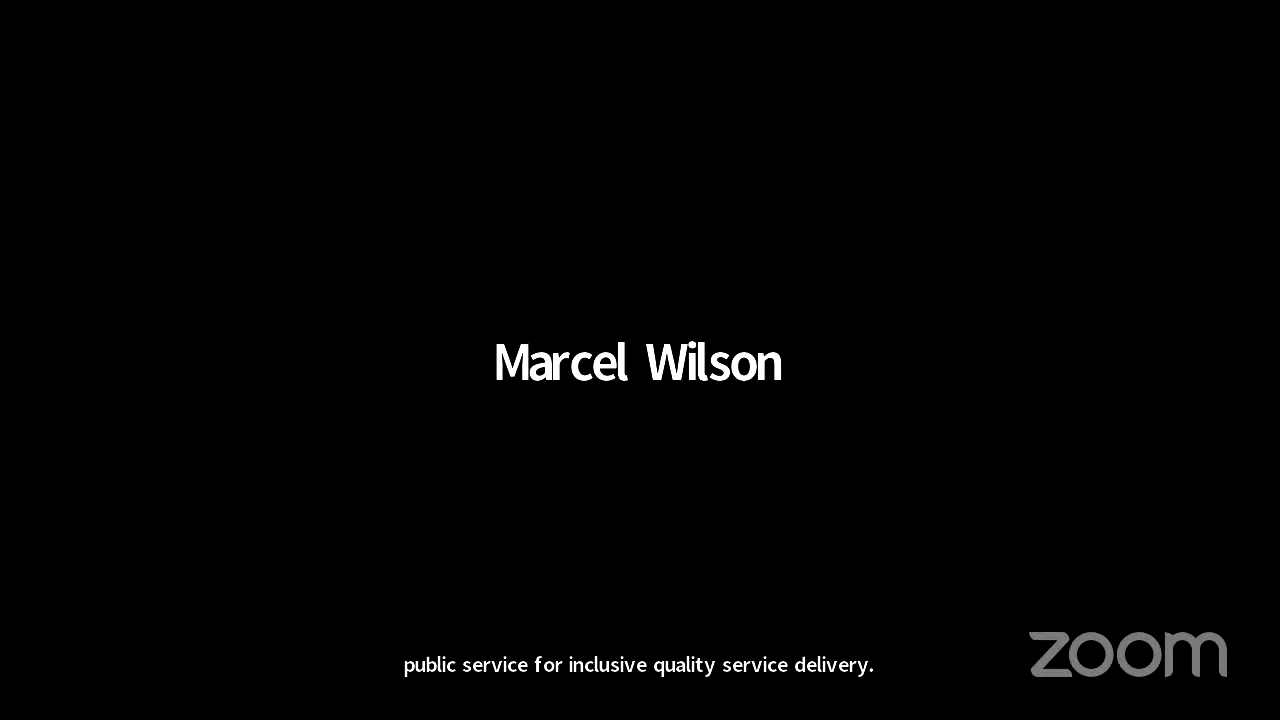 Marcel Wilson
public service for inclusive quality service delivery.
zoom